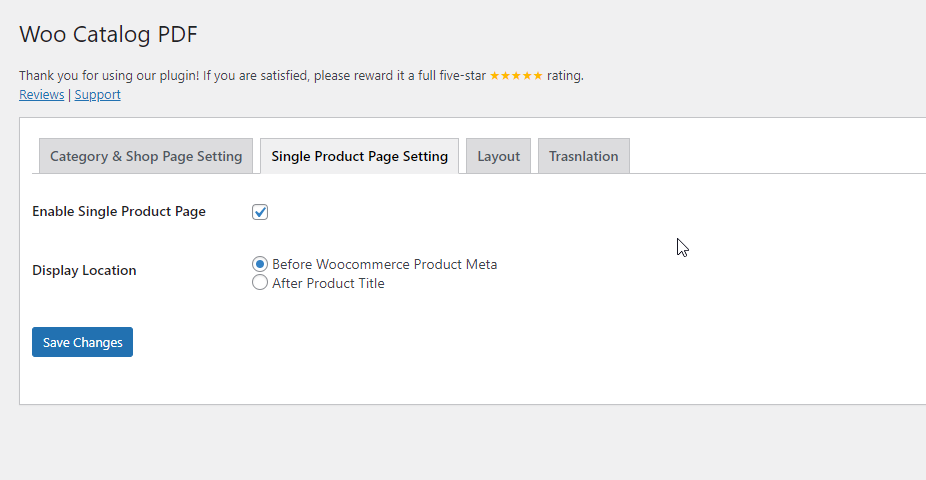 Woo Catalog PDF
Thank you for using our plugin! If you are satisfied, please reward it a full five-star ★★★★★ rating.
Reviews | Support
Category & Shop Page Setting Single Product Page Setting Layout Trasnlation
Enable Single Product Page
Display Location
Before Woocommerce Product Meta
After Product Title
Save Changes